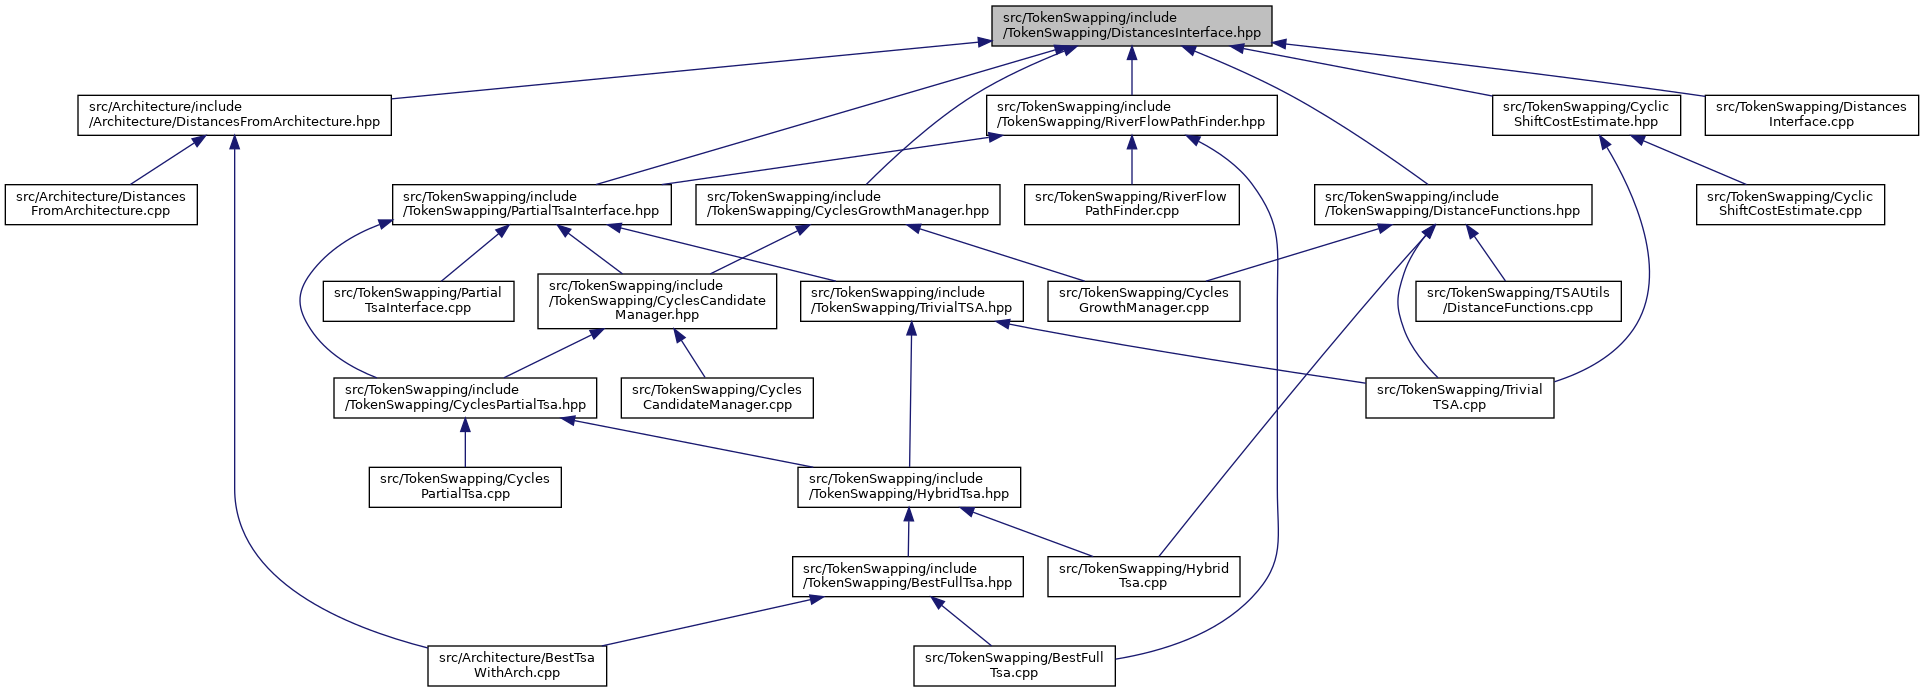 src/TokenSwapping/include
/TokenSwapping/DistancesInterface.hpp
src/Architecture/include
/Architecture/DistancesFromArchitecture.hpp
src/TokenSwapping/include
/TokenSwapping/RiverFlowPathFinder.hpp
src/TokenSwapping/Cyclic
ShiftCostEstimate.hpp
src/TokenSwapping/Distances
Interface.cpp
src/Architecture/Distances
FromArchitecture.cpp
src/TokenSwapping/include
/TokenSwapping/PartialTsaInterface.hpp
src/TokenSwapping/include
/TokenSwapping/CyclesGrowthManager.hpp
src/TokenSwapping/RiverFlow
PathFinder.cpp
src/TokenSwapping/include
/TokenSwapping/DistanceFunctions.hpp
src/TokenSwapping/Cyclic
ShiftCostEstimate.cpp
src/TokenSwapping/Partial
TsaInterface.cpp
src/TokenSwapping/include
/TokenSwapping/CyclesCandidate
Manager.hpp
src/TokenSwapping/include
/TokenSwapping/TrivialTSA.hpp
src/TokenSwapping/Cycles
GrowthManager.cpp
src/TokenSwapping/TSAUtils
/DistanceFunctions.cpp
src/TokenSwapping/include
/TokenSwapping/CyclesPartialTsa.hpp
src/TokenSwapping/Cycles
CandidateManager.cpp
src/TokenSwapping/Trivial
TSA.cpp
src/TokenSwapping/Cycles
PartialTsa.cpp
src/TokenSwapping/include
/TokenSwapping/HybridTsa.hpp
src/TokenSwapping/include
/TokenSwapping/BestFullTsa.hpp
src/TokenSwapping/Hybrid
Tsa.cpp
src/Architecture/BestTsa
WithArch.cpp
src/TokenSwapping/BestFull
Tsa.cpp